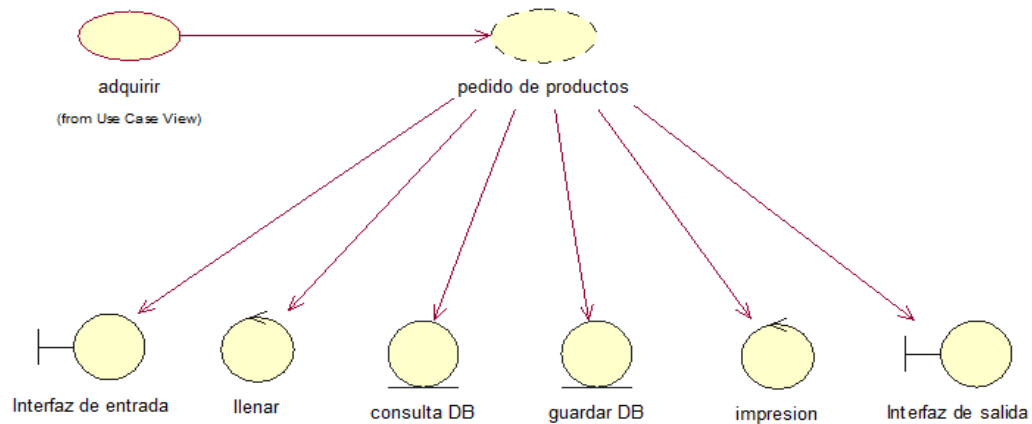 adquirir
(from Use Case View)
pedido de productos
Interfaz de entrada
llenar
consulta DB
guardar DB
impresion
Interfaz de salida